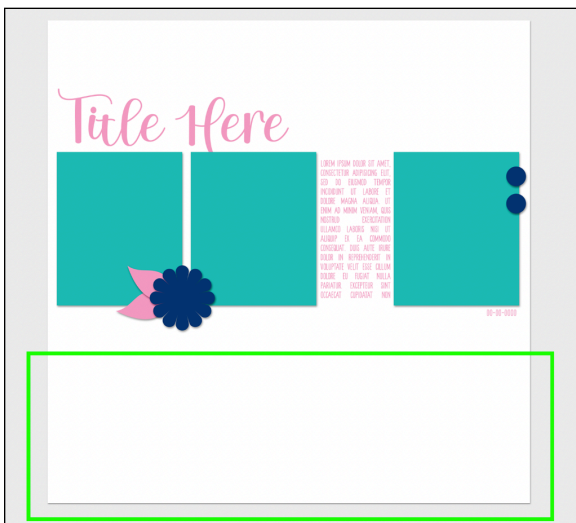 Title Here
LOREM IPSUM DOLOR SIT AMET,
CONSECTETUR ADIPISCING ELIT,
SED DO EIUSMOD TEMPOR
INCIDIDUNT UT LABORE ET
DOLORE MAGNA ALIQUA. UT
ENIM AD MINIM VENIAM, QUIS
NOSTRUD EXERCITATION
ULLAMCO LABORIS NISI UT
ALIQUIP EX EA COMMODO
CONSEQUAT. DUIS AUTE IRURE
DOLOR IN REPREHENDERIT IN
VOLUPTATE VELIT ESSE CILLUM
DOLORE EU FUGIAT NULLA
PARIATUR. EXCEPTEUR SINT
OCCAECAT CUPIDATAT NON
00-00-0000